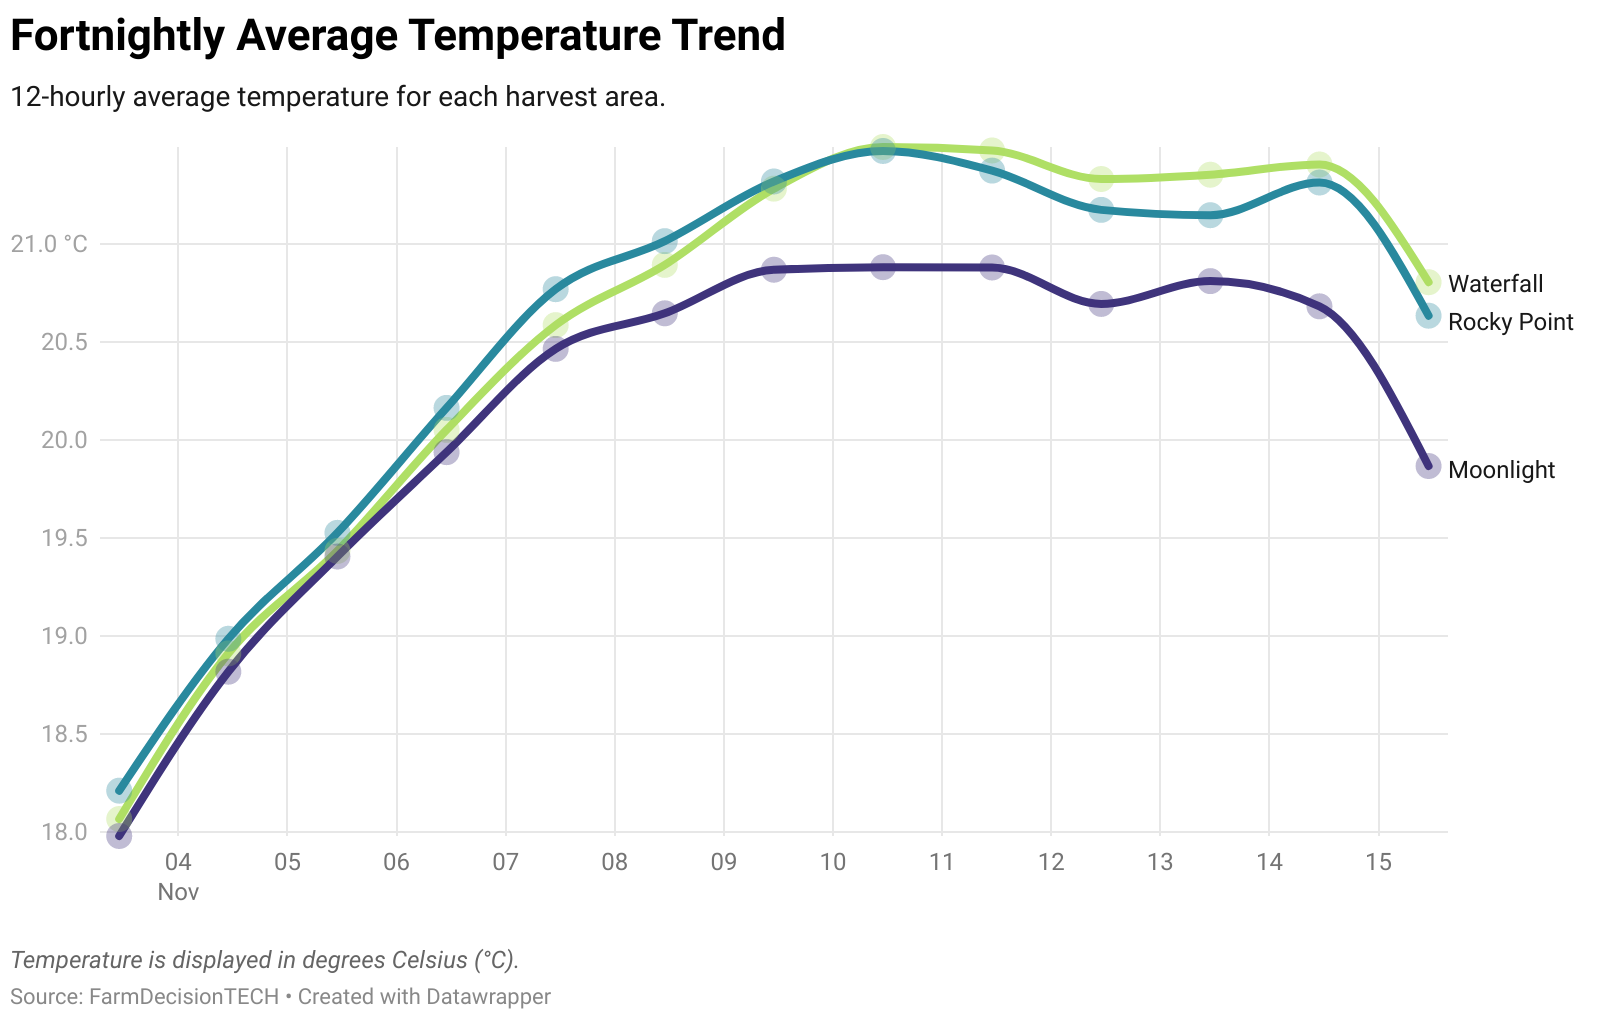 Fortnightly Average Temperature Trend
12-hourly average temperature for each harvest area.
21.0 °C
20.5
20.0
19.5
19.0
18.5
18.0
Waterfall
Rocky Point
Moonlight
04 05 06 07 08 09 10 11 12 13 14 15
Nov
Temperature is displayed in degrees Celsius (°C).
Source: FarmDecisionTECH • Created with Datawrapper